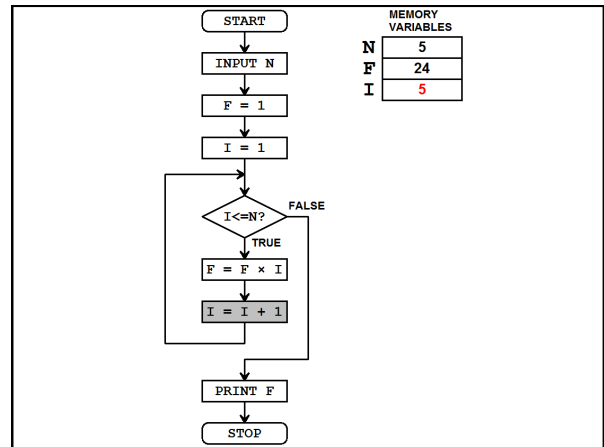 START
INPUT N
F = 1
I = 1
I<=N?
FALSE
TRUE
F = F × I
I = I + 1
PRINT F
STOP
MEMORY
VARIABLES
N 5
F 24
I 5